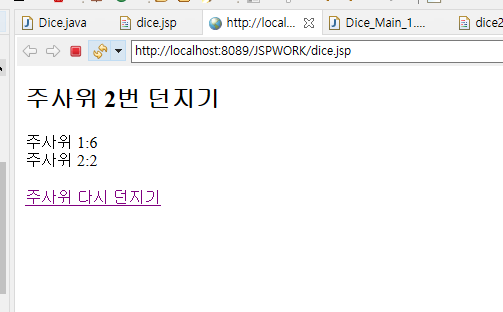 Dice.java dice.jsp http://local... Dice_Main_1.... dice2
http://localhost:8089/JSPWORK/dice.jsp
주사위 2번 던지기
주사위 1:6
주사위 2:2
주사위 다시 던지기